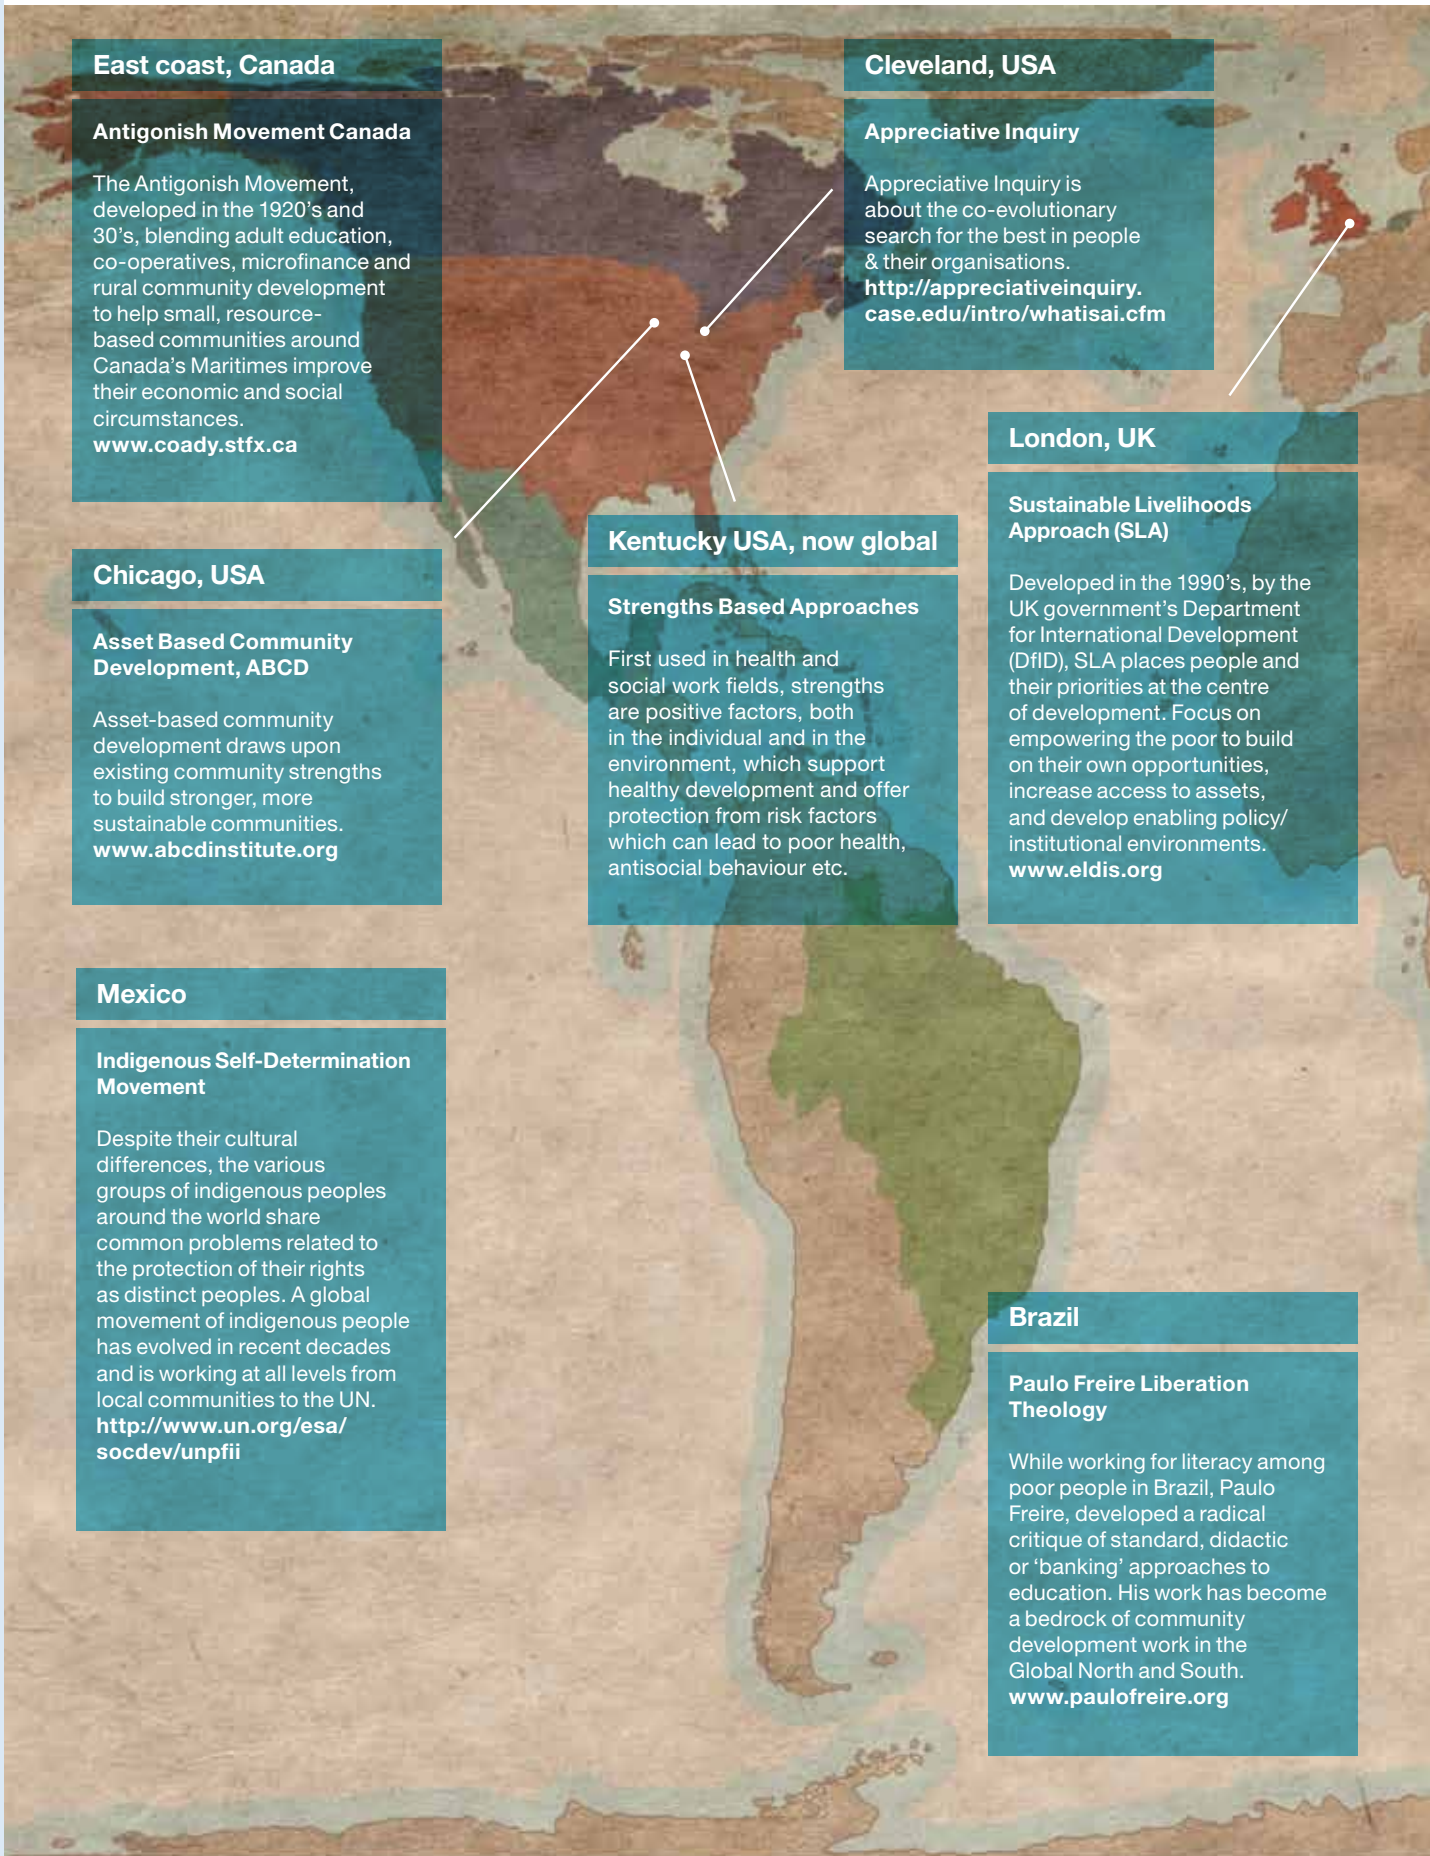 East coast, Canada
Antigonish Movement Canada
The Antigonish Movement,
developed in the 1920's and
30's, blending adult education,
co-operatives, microfinance and
rural community development
to help small, resource-
based communities around
Canada's Maritimes improve
their economic and social
circumstances.
www.coady.stfx.ca
Cleveland, USA
Appreciative Inquiry
Appreciative Inquiry is
about the co-evolutionary
search for the best in people
& their organisations.
http://appreciativeinquiry.
case.edu/intro/whatisai.cfm
London, UK
Sustainable Livelihoods
Approach (SLA)
Developed in the 1990's, by the
UK government's Department
for International Development
(DfID), SLA places people and
their priorities at the centre
of development. Focus on
empowering the poor to build
on their own opportunities,
increase access to assets,
and develop enabling policy/
institutional environments.
www.eldis.org
Kentucky USA, now global
Strengths Based Approaches
First used in health and
social work fields, strengths
are positive factors, both
in the individual and in the
environment, which support
healthy development and offer
protection from risk factors
which can lead to poor health,
antisocial behaviour etc.
Chicago, USA
Asset Based Community
Development, ABCD
Asset-based community
development draws upon
existing community strengths
to build stronger, more
sustainable communities.
www.abcdinstitute.org
Mexico
Indigenous Self-Determination
Movement
Despite their cultural
differences, the various
groups of indigenous peoples
around the world share
common problems related to
the protection of their rights
as distinct peoples. A global
movement of indigenous people
has evolved in recent decades
and is working at all levels from
local communities to the UN.
http://www.un.org/esa/
socdev/unpfii
Brazil
Paulo Freire Liberation
Theology
While working for literacy among
poor people in Brazil, Paulo
Freire, developed a radical
critique of standard, didactic
or ‘banking’ approaches to
education. His work has become
a bedrock of community
development work in the
Global North and South.
www.paulofreire.org